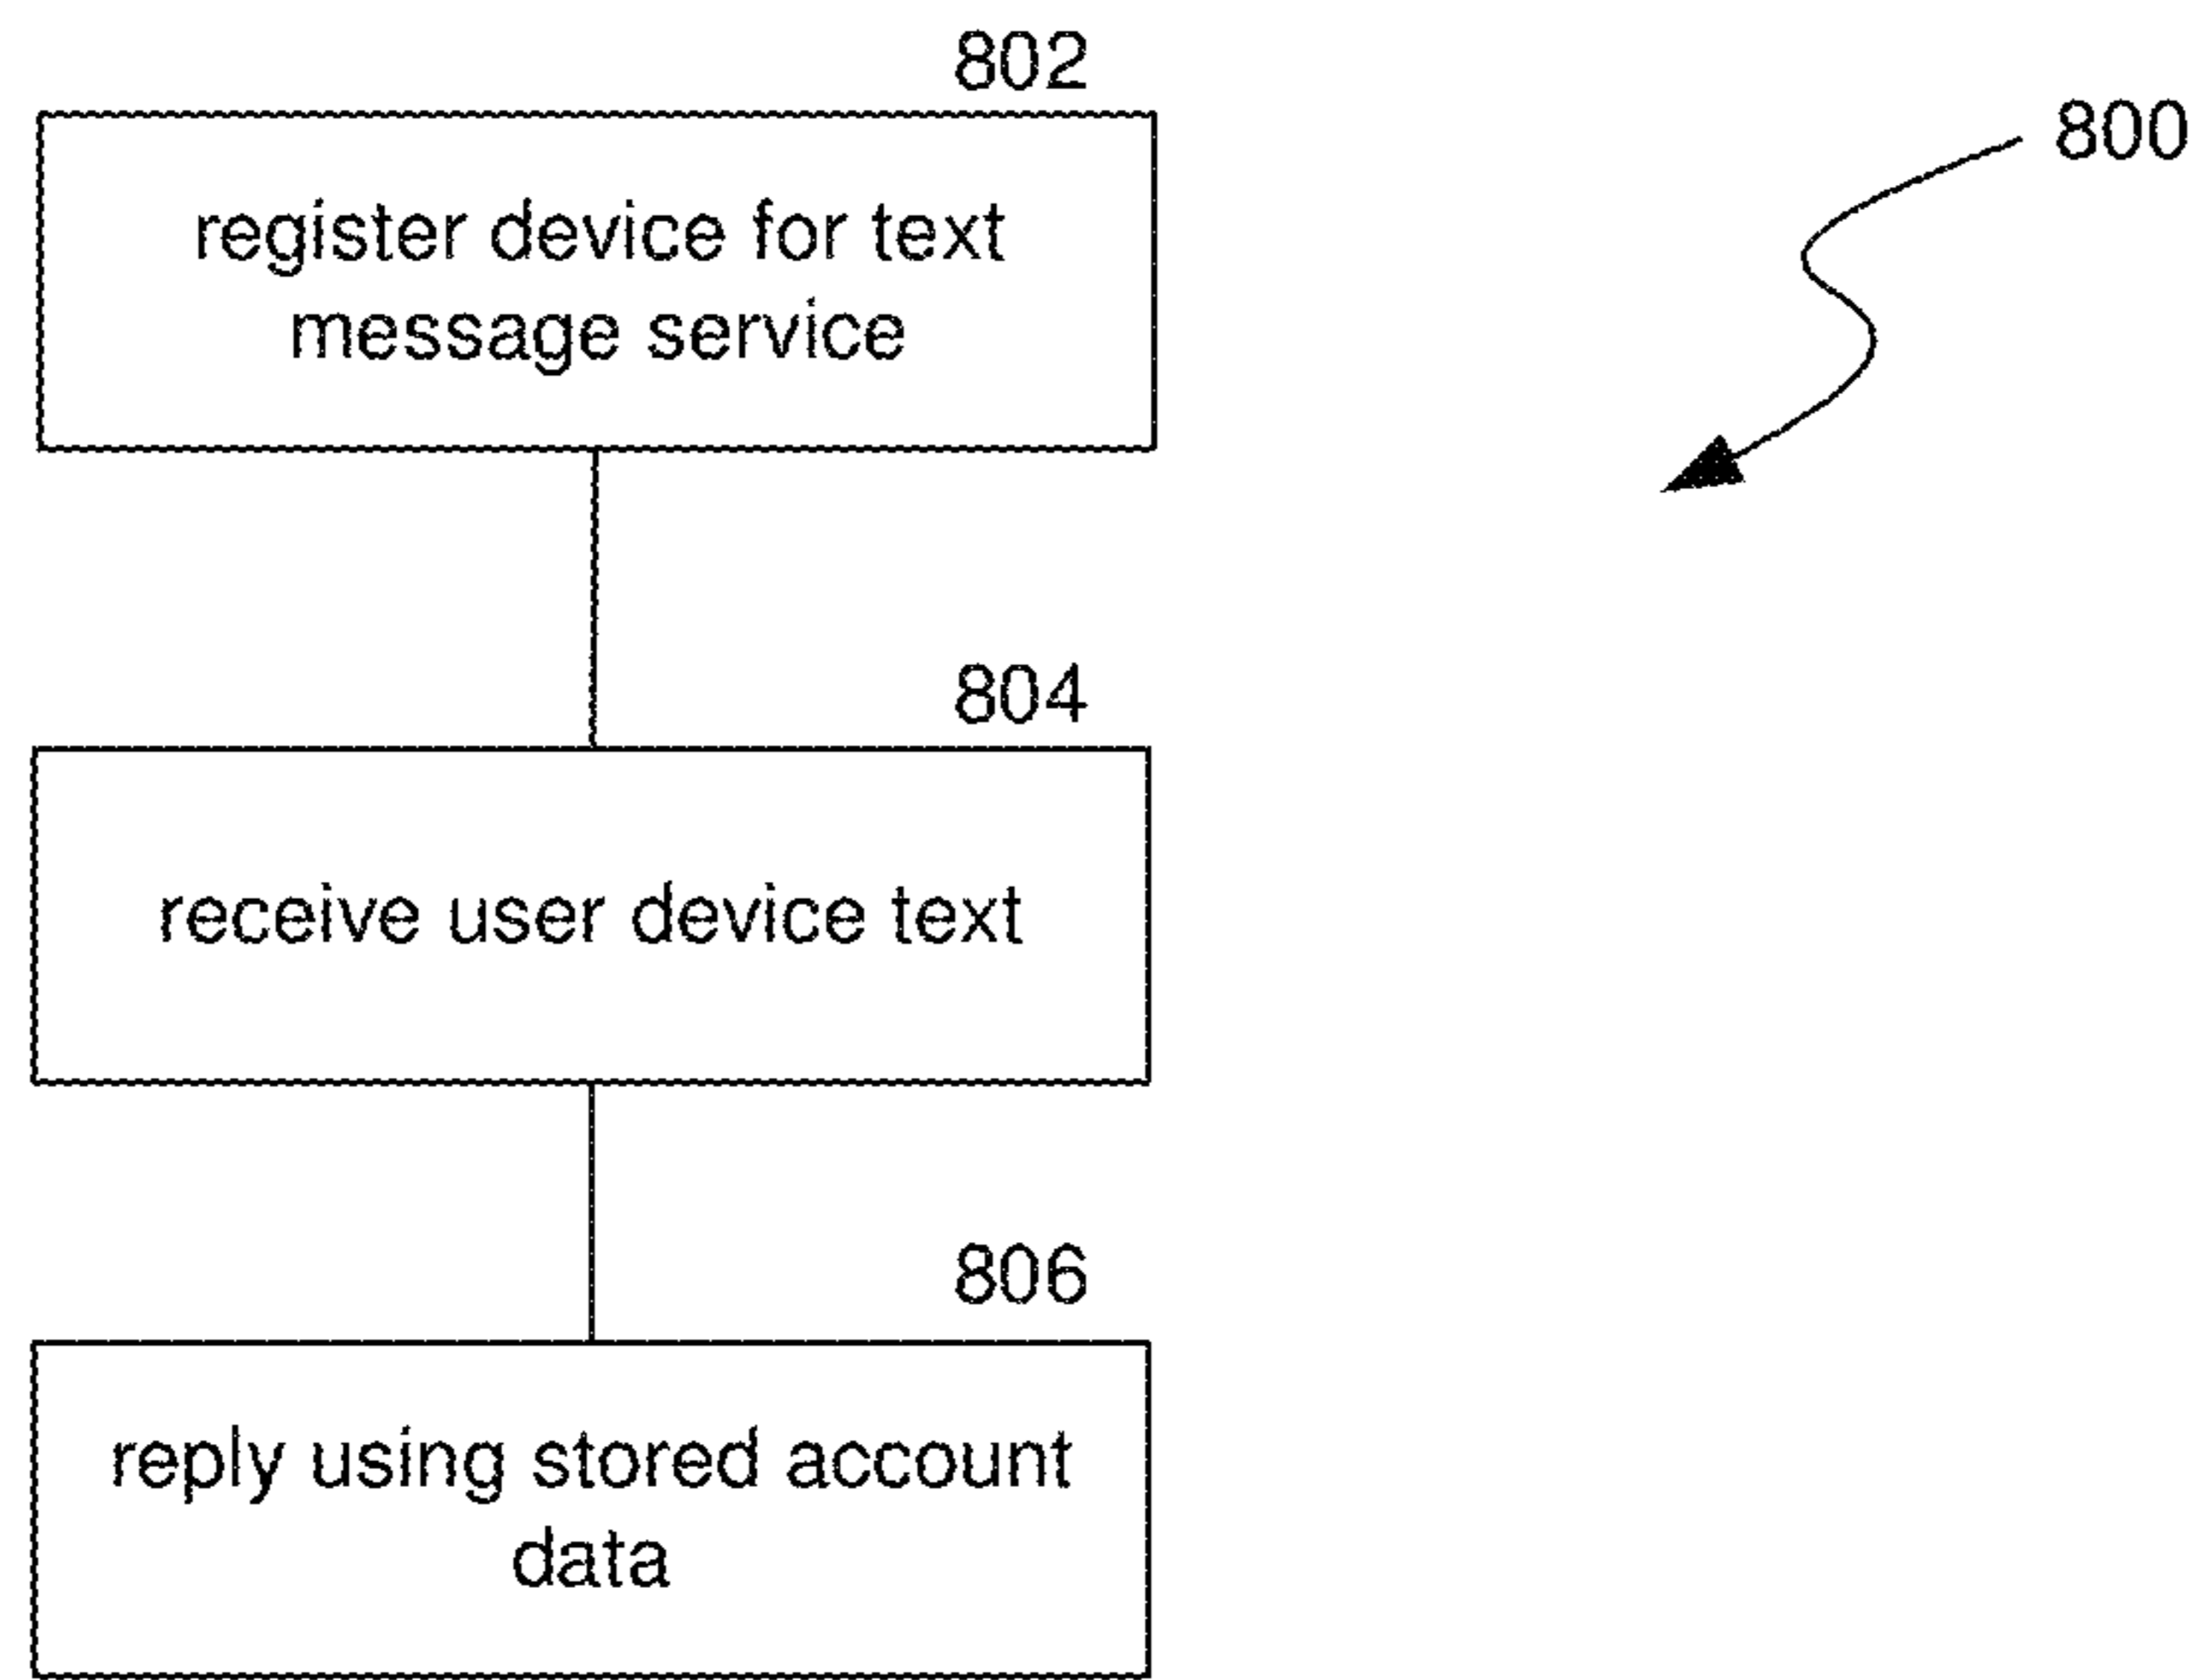 802
800
register device for text
message service
804
receive user device text
806
reply using stored account
data